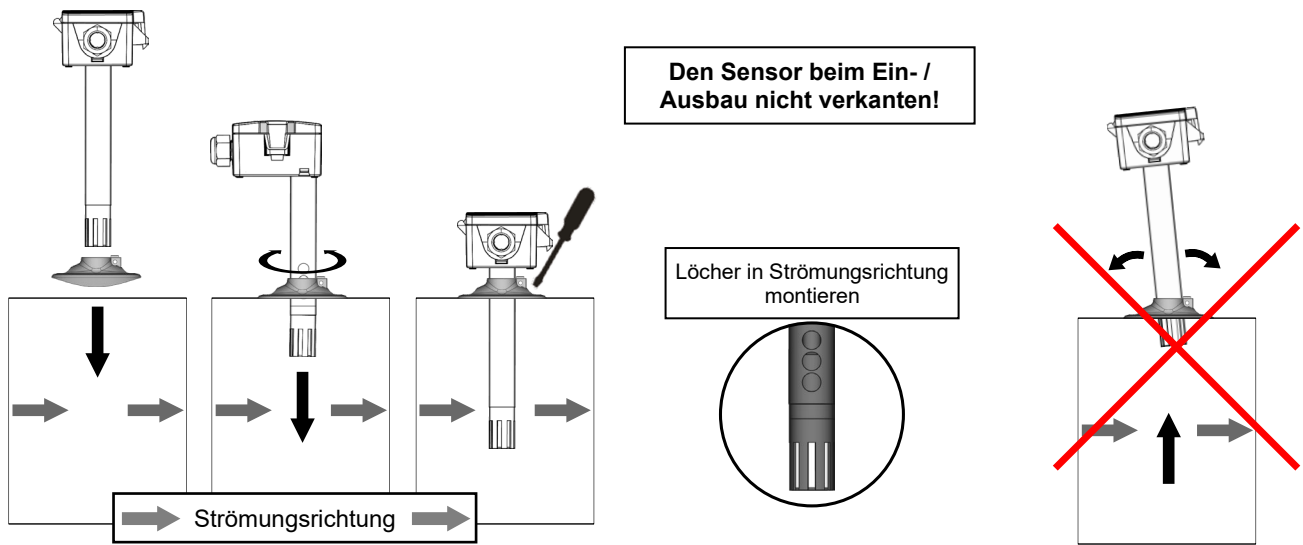 Den Sensor beim Ein- /
Ausbau nicht verkanten!
Löcher in Strömungsrichtung
montieren
Strömungsrichtung